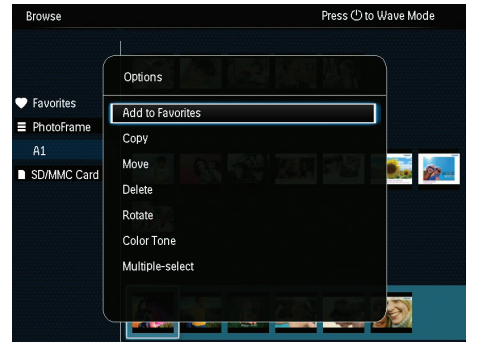 Browse
Press ⏻ to Wave Mode
Options
Favorites
PhotoFrame
A1
SD/MMC Card
Add to Favorites
Copy
Move
Delete
Rotate
Color Tone
Multiple-select